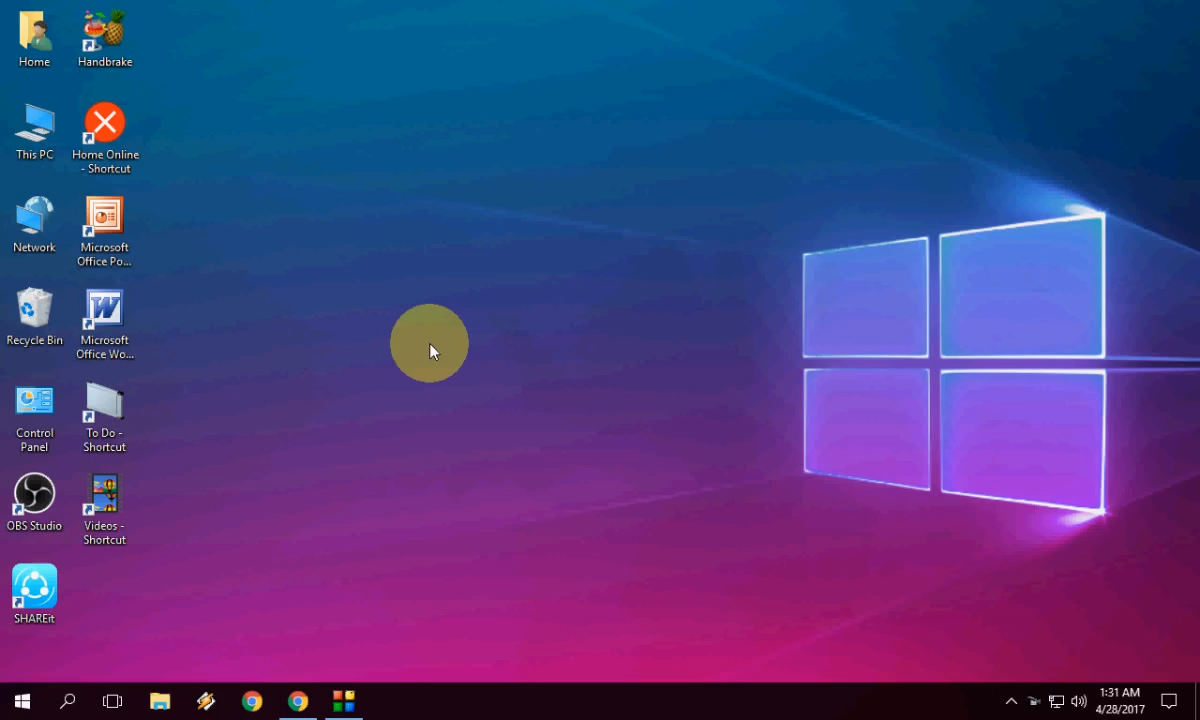 Home
Handbrake
This PC
Home Online
- Shortcut
Network
Microsoft
Office Po...
Recycle Bin
Microsoft
Office Wo...
Control
Panel
To Do -
Shortcut
OBS Studio
Videos -
Shortcut
SHAREit
1:31 AM
4/28/2017